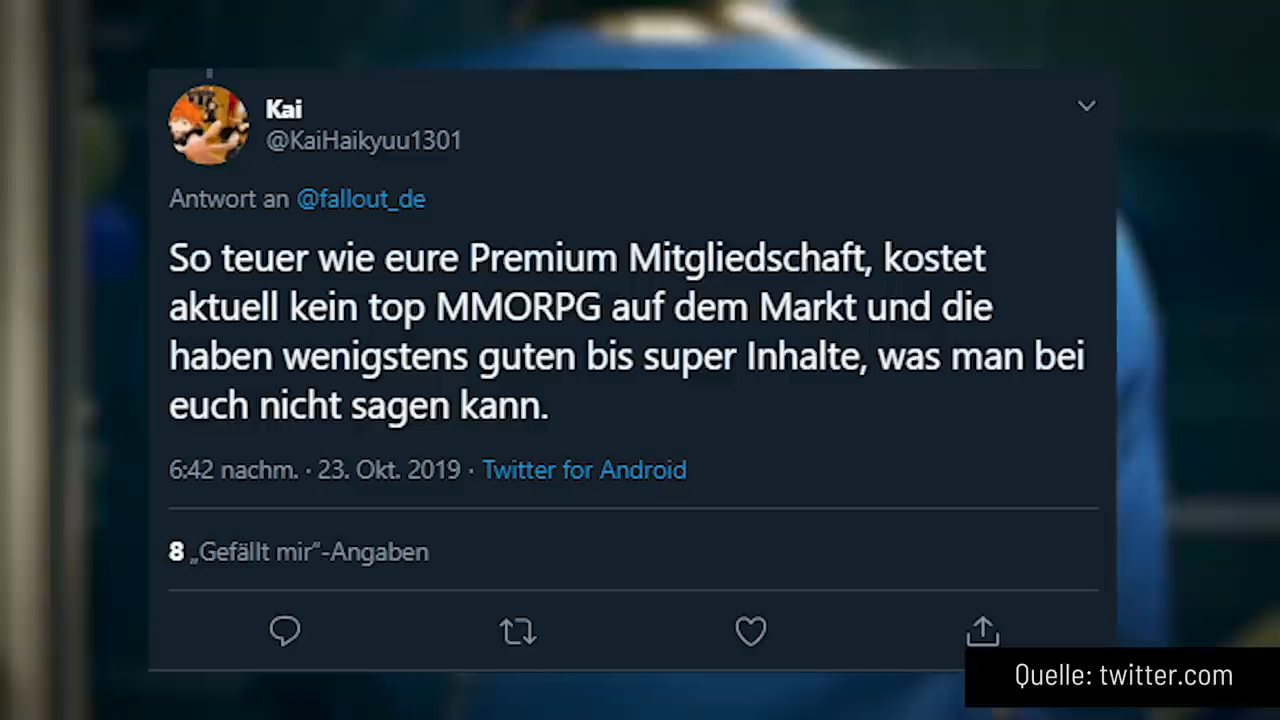 Kai
@KaiHaikyuu1301
Antwort an @fallout_de
So teuer wie eure Premium Mitgliedschaft, kostet
aktuell kein top MMORPG auf dem Markt und die
haben wenigstens guten bis super Inhalte, was man bei
euch nicht sagen kann.
6:42 nachm. · 23. Okt. 2019 · Twitter for Android
8 „Gefällt mir“-Angaben
Quelle: twitter.com